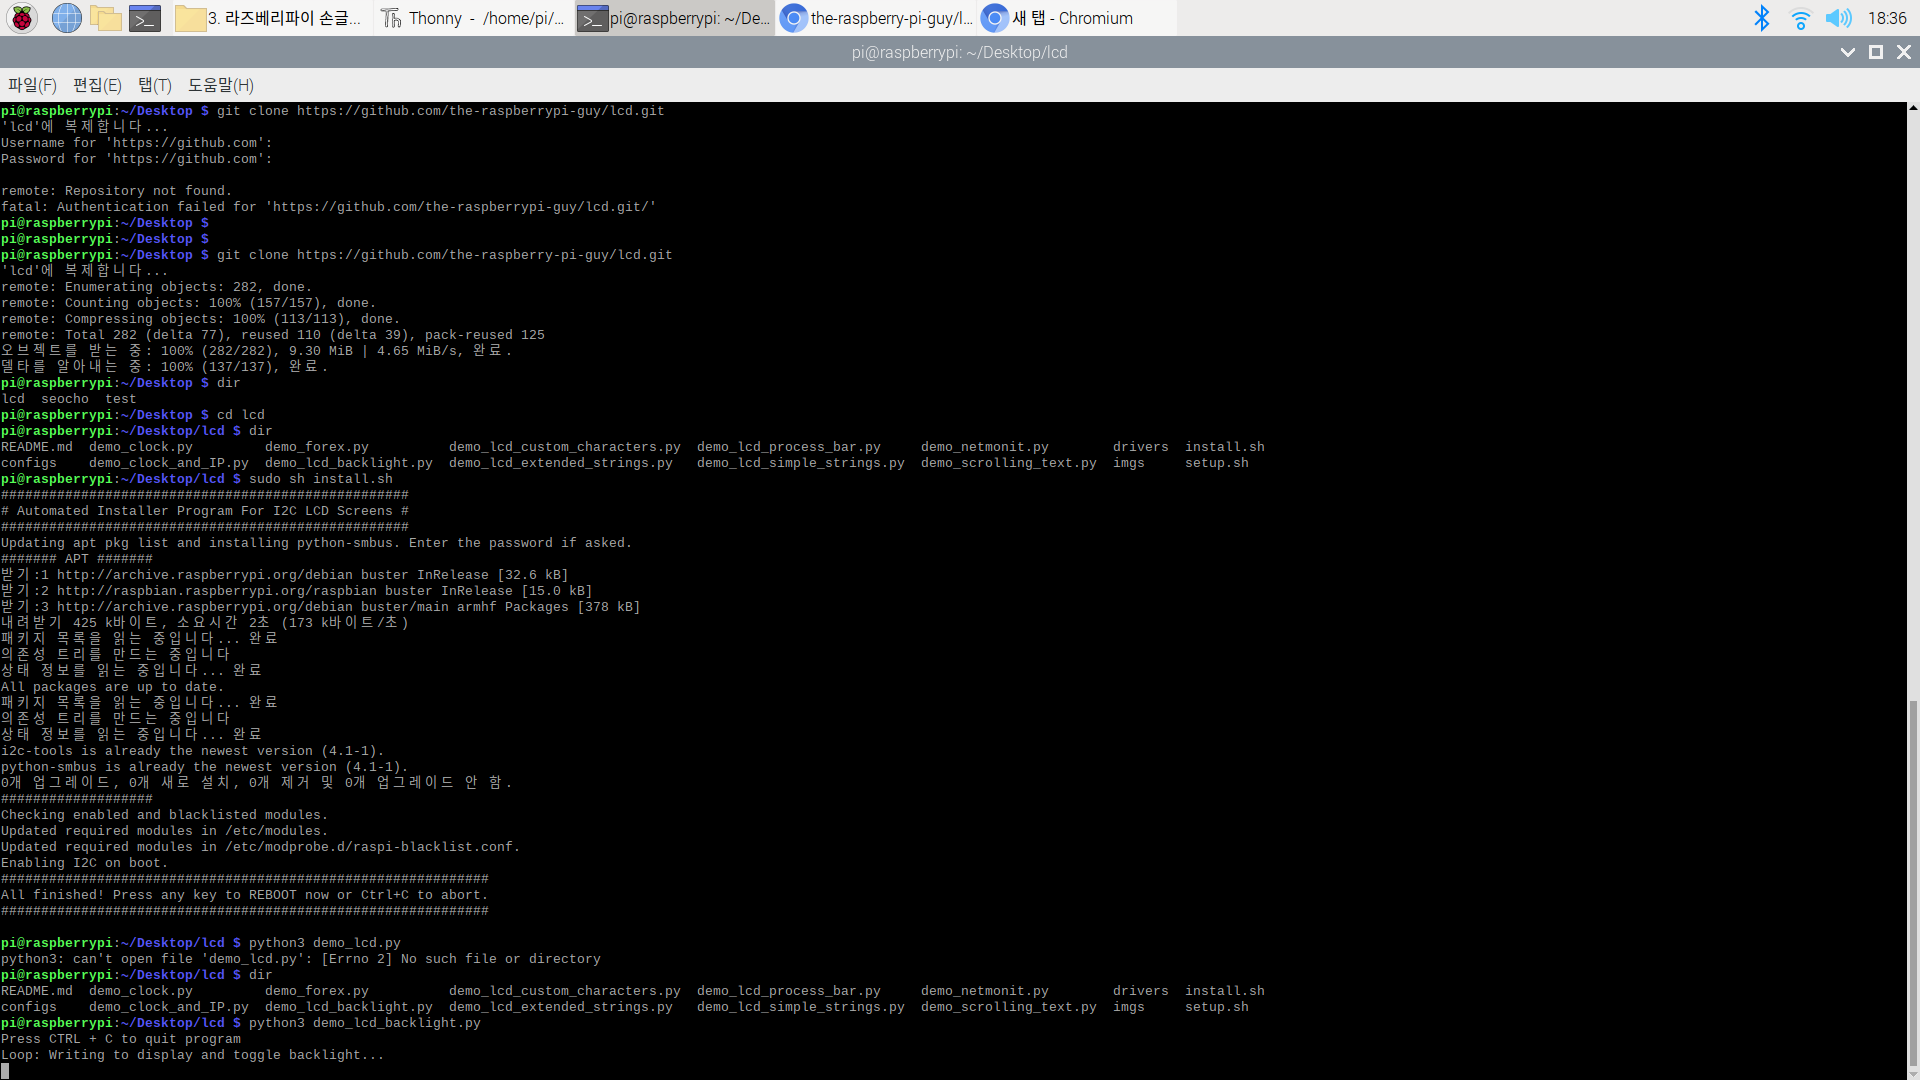 3. 라즈베리파이 손글...
Thonny - /home/pi/...
pi@raspberrypi: ~/De...
the-raspberry-pi-guy/l...
새 탭 - Chromium
18:36
pi@raspberrypi: ~/Desktop/lcd
파일(F) 편집(E) 탭(T) 도움말(H)
pi@raspberrypi:~/Desktop $ git clone https://github.com/the-raspberrypi-guy/lcd.git
'lcd'에 복제합니다...
Username for 'https://github.com':
Password for 'https://github.com':
remote: Repository not found.
fatal: Authentication failed for 'https://github.com/the-raspberrypi-guy/lcd.git/'
pi@raspberrypi:~/Desktop $
pi@raspberrypi:~/Desktop $
pi@raspberrypi:~/Desktop $ git clone https://github.com/the-raspberry-pi-guy/lcd.git
'lcd'에 복제합니다...
remote: Enumerating objects: 282, done.
remote: Counting objects: 100% (157/157), done.
remote: Compressing objects: 100% (113/113), done.
remote: Total 282 (delta 77), reused 110 (delta 39), pack-reused 125
오브젝트를 받는 중: 100% (282/282), 9.30 MiB | 4.65 MiB/s, 완료.
델타를 알아내는 중: 100% (137/137), 완료.
pi@raspberrypi:~/Desktop $ dir
lcd  seocho  test
pi@raspberrypi:~/Desktop $ cd lcd
pi@raspberrypi:~/Desktop/lcd $ dir
README.md  demo_clock.py         demo_forex.py          demo_lcd_custom_characters.py  demo_lcd_process_bar.py     demo_netmonit.py        drivers  install.sh
configs    demo_clock_and_IP.py  demo_lcd_backlight.py  demo_lcd_extended_strings.py   demo_lcd_simple_strings.py  demo_scrolling_text.py  imgs     setup.sh
pi@raspberrypi:~/Desktop/lcd $ sudo sh install.sh
###################################################
# Automated Installer Program For I2C LCD Screens #
###################################################
Updating apt pkg list and installing python-smbus. Enter the password if asked.
####### APT #######
받기:1 http://archive.raspberrypi.org/debian buster InRelease [32.6 kB]
받기:2 http://raspbian.raspberrypi.org/raspbian buster InRelease [15.0 kB]
받기:3 http://archive.raspberrypi.org/debian buster/main armhf Packages [378 kB]
내려받기 425 k바이트, 소요시간 2초 (173 k바이트/초)
패키지 목록을 읽는 중입니다... 완료
의존성 트리를 만드는 중입니다
상태 정보를 읽는 중입니다... 완료
All packages are up to date.
패키지 목록을 읽는 중입니다... 완료
의존성 트리를 만드는 중입니다
상태 정보를 읽는 중입니다... 완료
i2c-tools is already the newest version (4.1-1).
python-smbus is already the newest version (4.1-1).
0개 업그레이드, 0개 새로 설치, 0개 제거 및 0개 업그레이드 안 함.
###################
Checking enabled and blacklisted modules.
Updated required modules in /etc/modules.
Updated required modules in /etc/modprobe.d/raspi-blacklist.conf.
Enabling I2C on boot.
#############################################################
All finished! Press any key to REBOOT now or Ctrl+C to abort.
#############################################################
pi@raspberrypi:~/Desktop/lcd $ python3 demo_lcd.py
python3: can't open file 'demo_lcd.py': [Errno 2] No such file or directory
pi@raspberrypi:~/Desktop/lcd $ dir
README.md  demo_clock.py         demo_forex.py          demo_lcd_custom_characters.py  demo_lcd_process_bar.py     demo_netmonit.py        drivers  install.sh
configs    demo_clock_and_IP.py  demo_lcd_backlight.py  demo_lcd_extended_strings.py   demo_lcd_simple_strings.py  demo_scrolling_text.py  imgs     setup.sh
pi@raspberrypi:~/Desktop/lcd $ python3 demo_lcd_backlight.py
Press CTRL + C to quit program
Loop: Writing to display and toggle backlight...